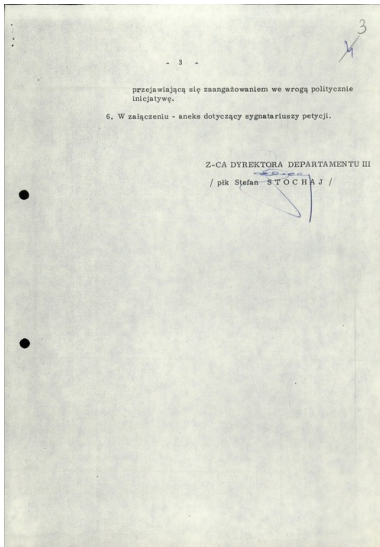 3
4
- 3 -
przejawiającą się zaangażowaniem we wrogą politycznie
inicjatywę.
6. W załączeniu - aneks dotyczący sygnatariuszy petycji.
Z-CA DYREKTORA DEPARTAMENTU III
/ płk Stefan S T O C H A J /